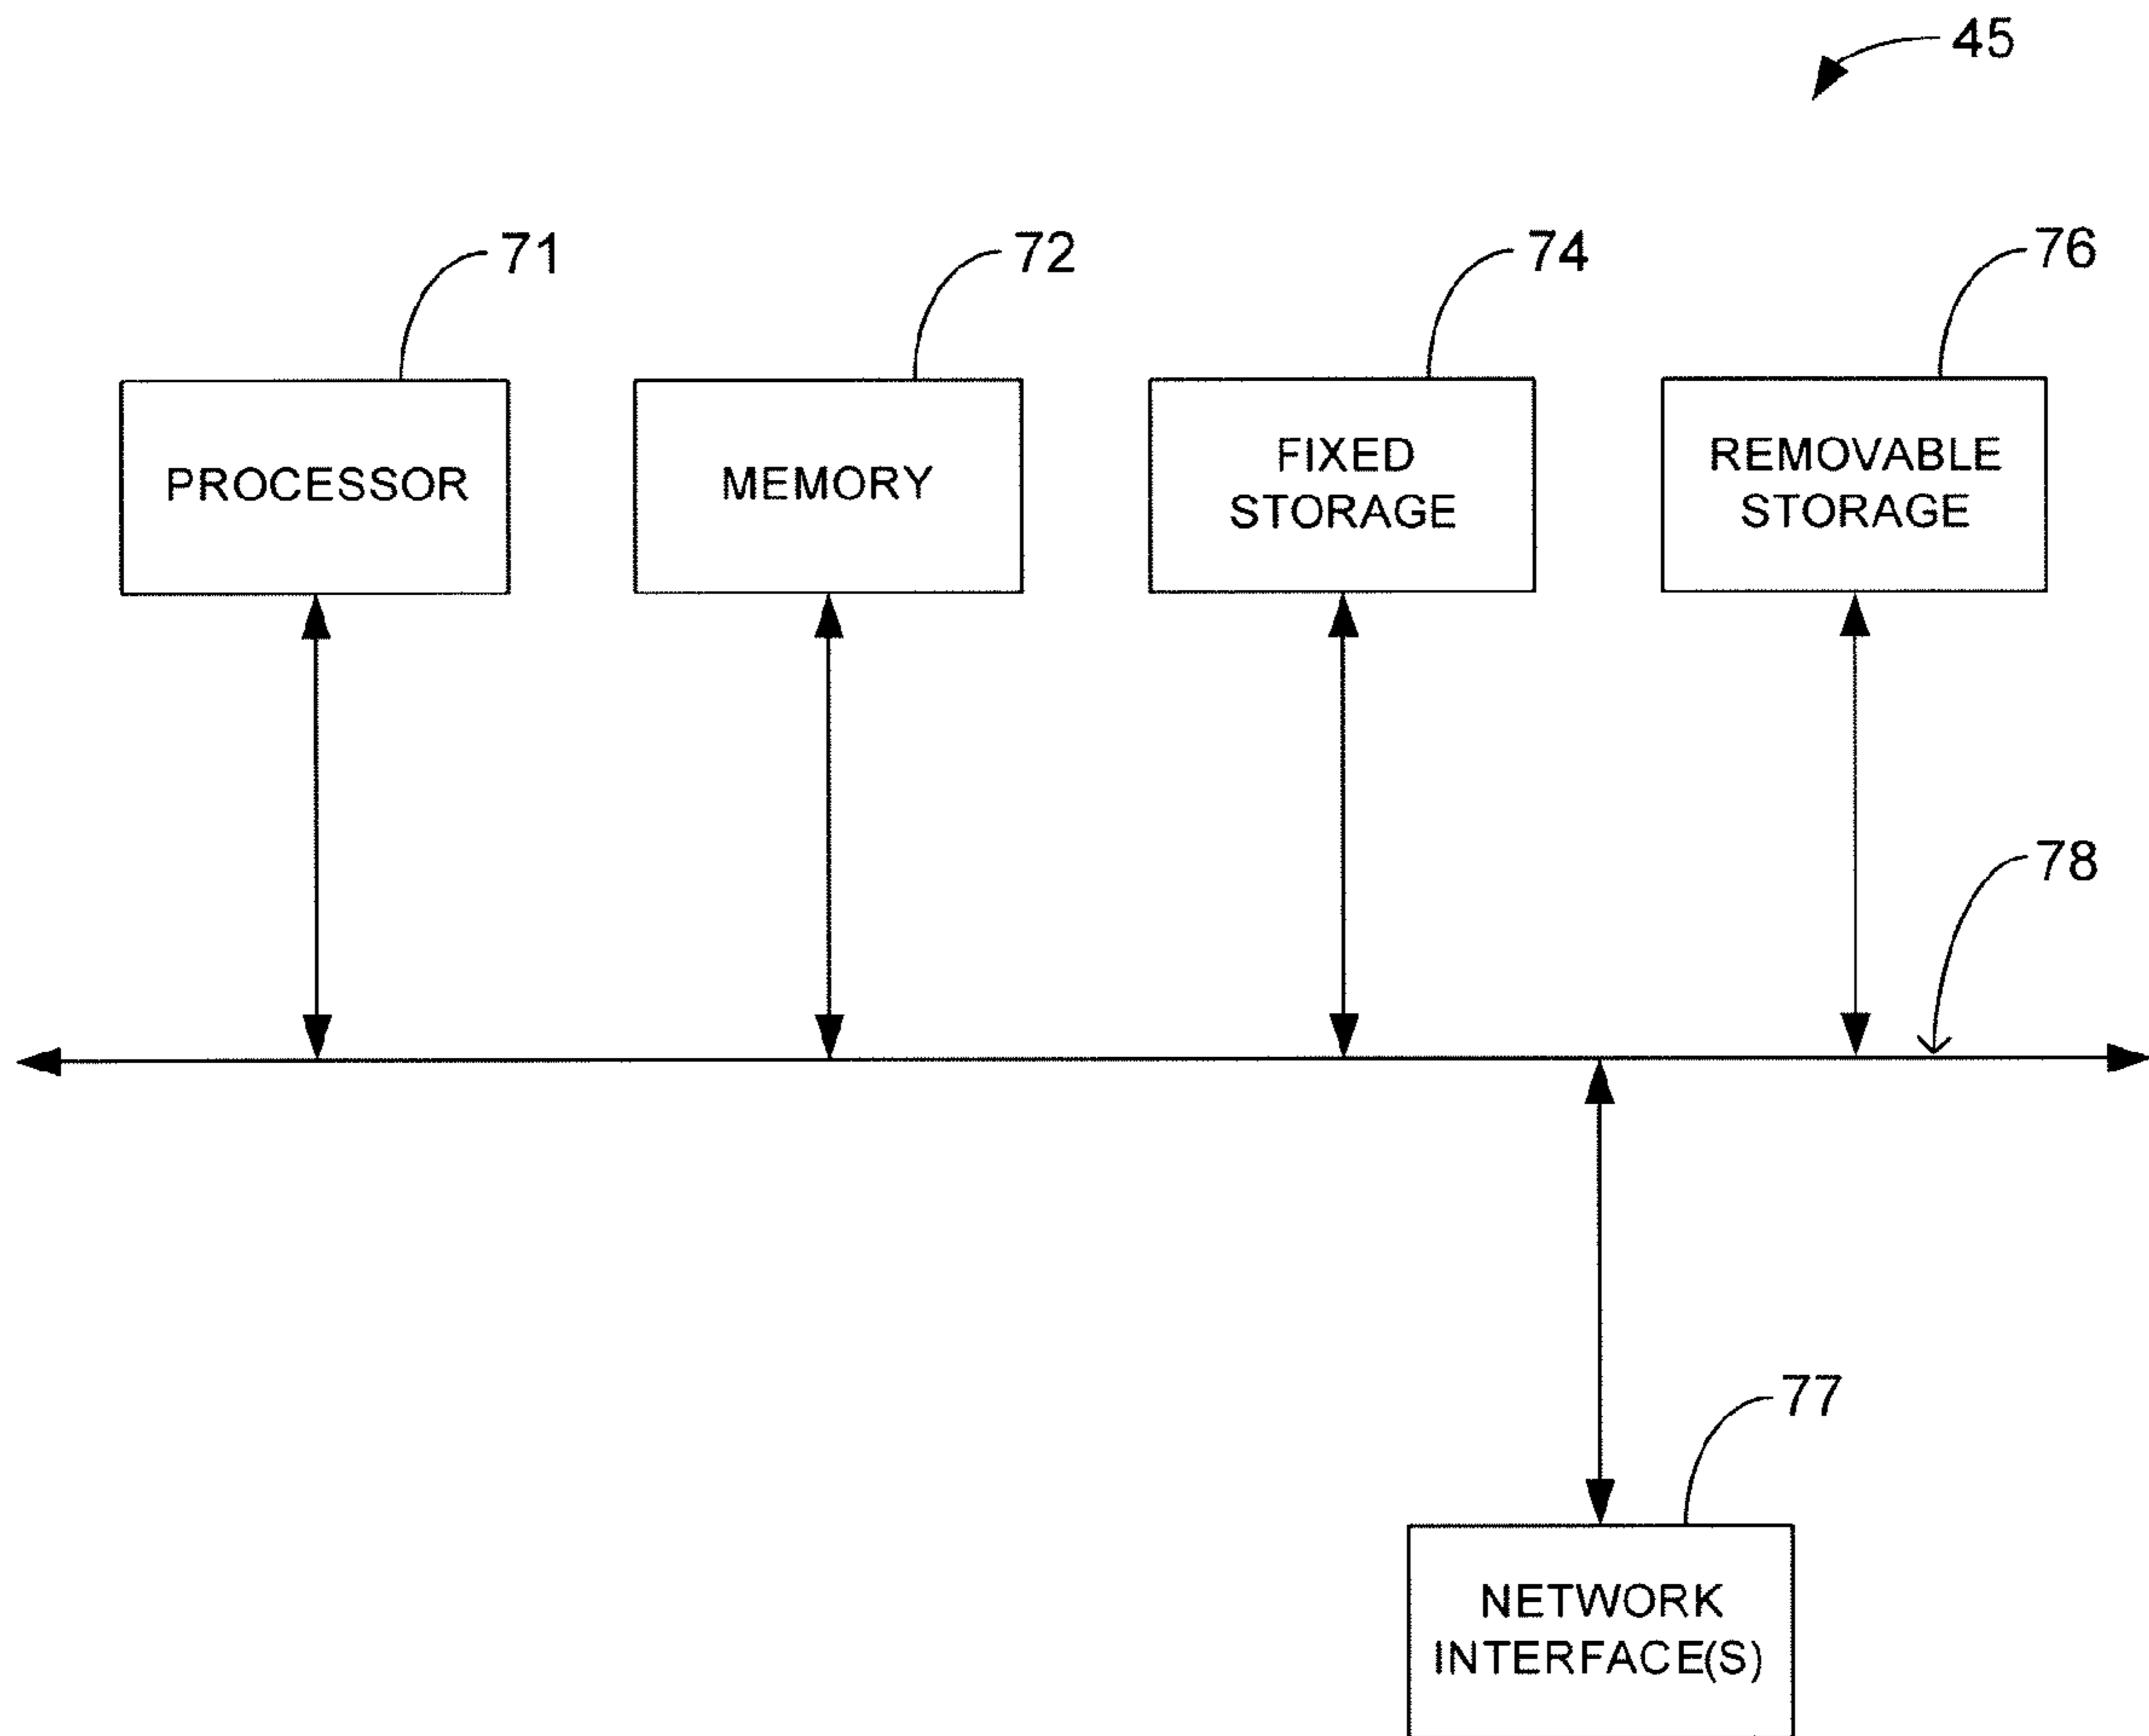 45
71
72
74
76
PROCESSOR
MEMORY
FIXED
STORAGE
REMOVABLE
STORAGE
78
77
NETWORK
INTERFACE(S)